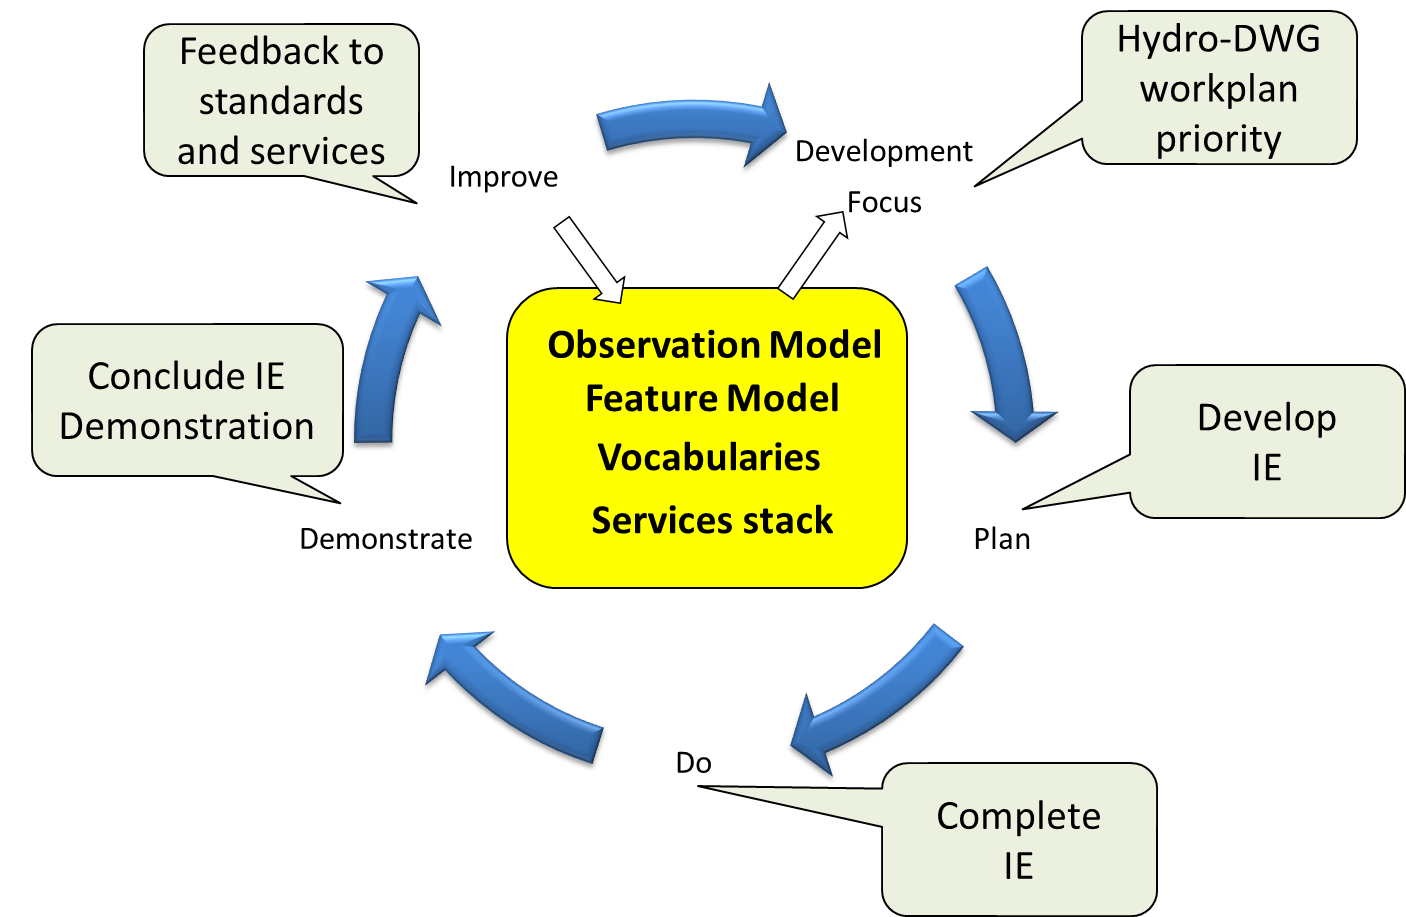 Feedback to
standards
and services
Hydro-DWG
workplan
priority
Improve
Development
Focus
Observation Model
Feature Model
Vocabularies
Services stack
Conclude IE
Demonstration
Develop
IE
Demonstrate
Plan
Do
Complete
IE